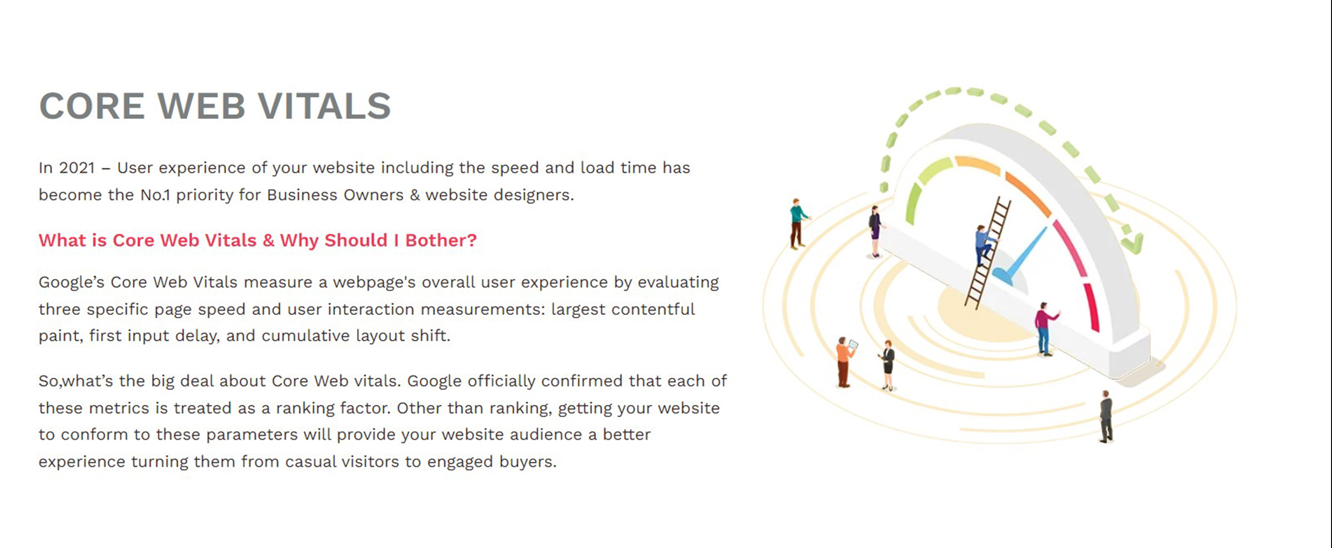 CORE WEB VITALS
In 2021 – User experience of your website including the speed and load time has
become the No.1 priority for Business Owners & website designers.
What is Core Web Vitals & Why Should I Bother?
Google’s Core Web Vitals measure a webpage's overall user experience by evaluating
three specific page speed and user interaction measurements: largest contentful
paint, first input delay, and cumulative layout shift.
So,what’s the big deal about Core Web vitals. Google officially confirmed that each of
these metrics is treated as a ranking factor. Other than ranking, getting your website
to conform to these parameters will provide your website audience a better
experience turning them from casual visitors to engaged buyers.